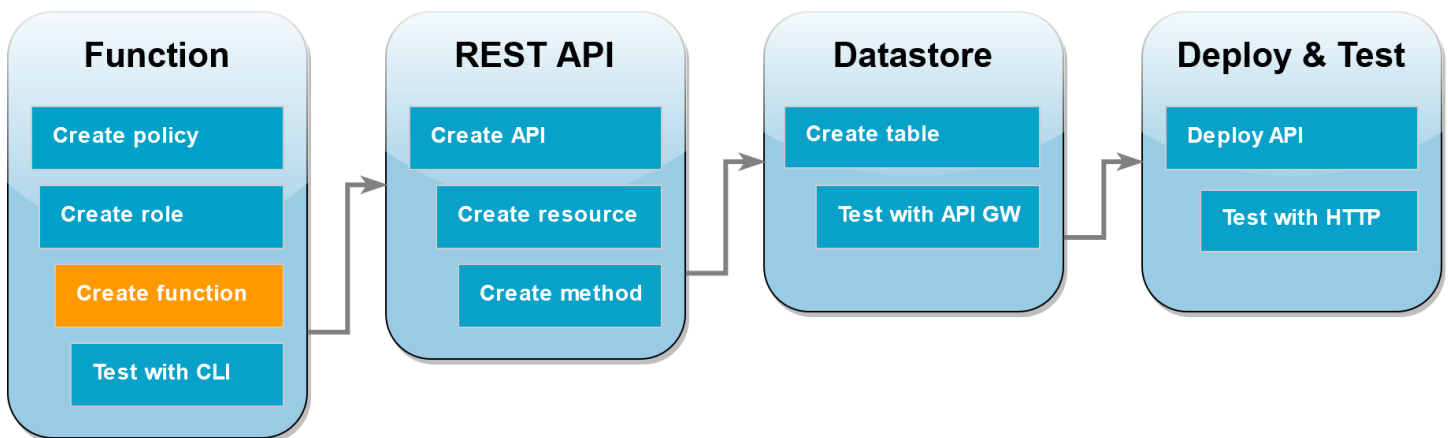 Function
Create policy
Create role
Create function
Test with CLI
REST API
Create API
Create resource
Create method
Datastore
Create table
Test with API GW
Deploy & Test
Deploy API
Test with HTTP